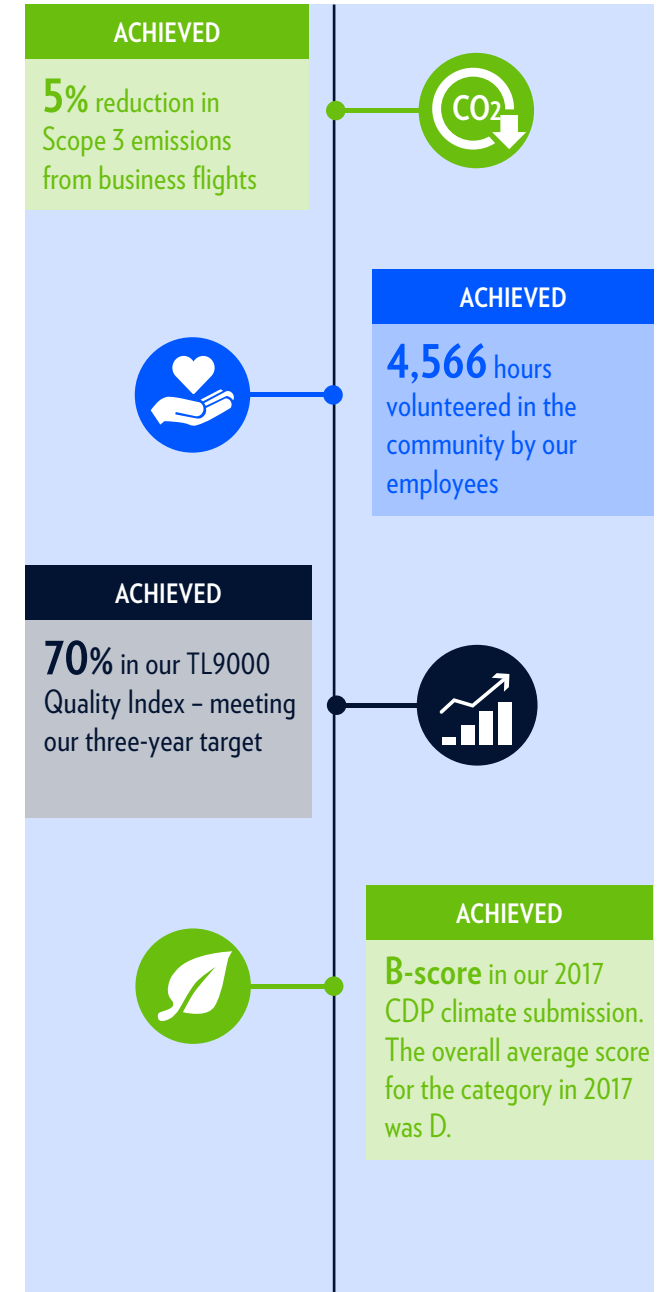 ACHIEVED
5% reduction in
Scope 3 emissions
from business flights
CO2
ACHIEVED
4,566 hours
volunteered in the
community by our
employees
ACHIEVED
70% in our TL9000
Quality Index – meeting
our three-year target
ACHIEVED
B-score in our 2017
CDP climate submission.
The overall average score
for the category in 2017
was D.